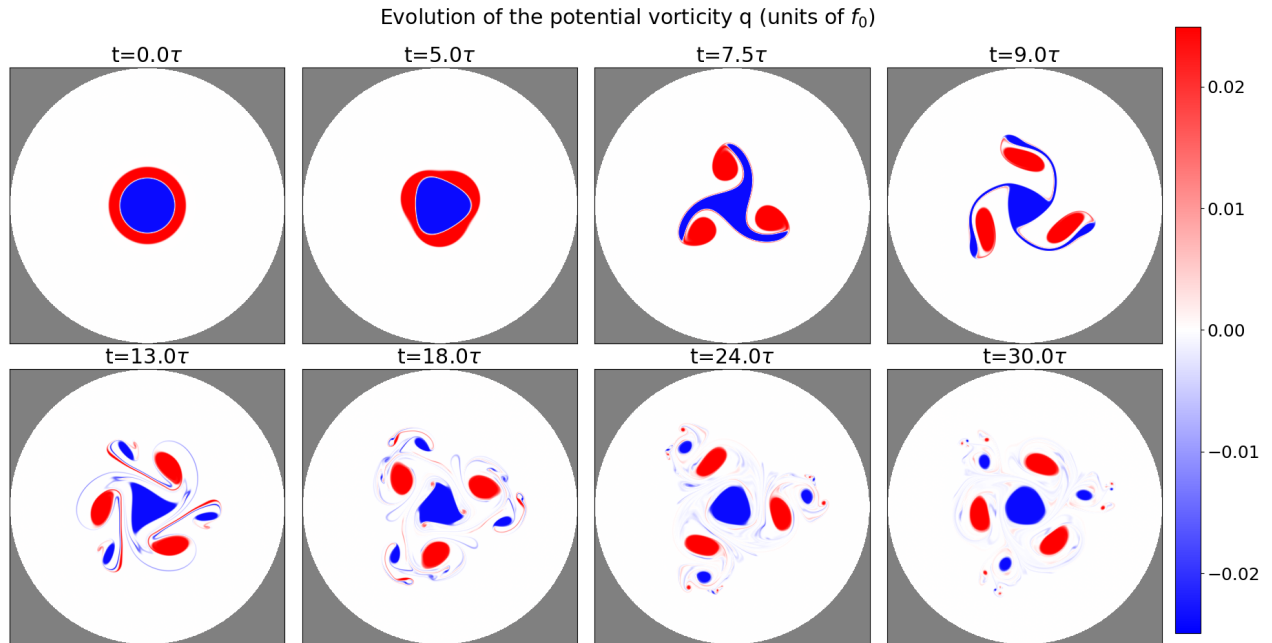 Evolution of the potential vorticity q (units of f₀)
t=0.0τ
t=5.0τ
t=7.5τ
t=9.0τ
t=13.0τ
t=18.0τ
t=24.0τ
t=30.0τ
0.02
0.01
0.00
−0.01
−0.02